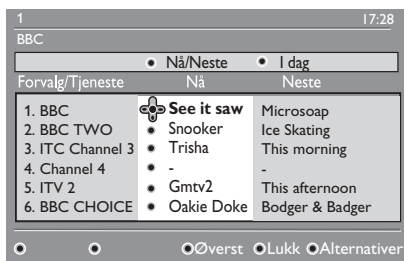 1 17:28
BBC
Nå/Neste I dag
Forvalg/Tjeneste Nå Neste
1. BBC See it saw Microsoap
2. BBC TWO Snooker Ice Skating
3. ITC Channel 3 Trisha This morning
4. Channel 4 - -
5. ITV 2 Gmtv2 This afternoon
6. BBC CHOICE Oakie Doke Bodger & Badger
Øverst Lukk Alternativer